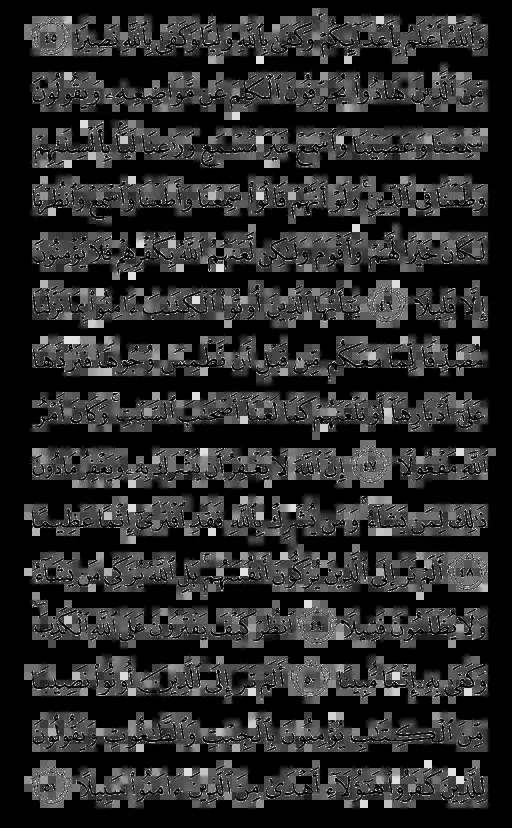 وَٱللَّهُ أَعْلَمُ بِأَعْدَآئِكُمْ وَكَفَىٰ بِٱللَّهِ وَلِيًّا وَكَفَىٰ بِٱللَّهِ نَصِيرًا ٤٥
مِّنَ ٱلَّذِينَ هَادُوا۟ يُحَرِّفُونَ ٱلْكَلِمَ عَن مَّوَاضِعِهِۦ وَيَقُولُونَ
سَمِعْنَا وَعَصَيْنَا وَٱسْمَعْ غَيْرَ مُسْمَعٍ وَرَٰعِنَا لَيًّۢا بِأَلْسِنَتِهِمْ
وَطَعْنًا فِى ٱلدِّينِ وَلَوْ أَنَّهُمْ قَالُوا۟ سَمِعْنَا وَأَطَعْنَا وَٱسْمَعْ وَٱنظُرْنَا
لَكَانَ خَيْرًا لَّهُمْ وَأَقْوَمَ وَلَٰكِن لَّعَنَهُمُ ٱللَّهُ بِكُفْرِهِمْ فَلَا يُؤْمِنُونَ
إِلَّا قَلِيلًا ٤٦ يَٰٓأَيُّهَا ٱلَّذِينَ أُوتُوا۟ ٱلْكِتَٰبَ ءَامِنُوا۟ بِمَا نَزَّلْنَا
مُصَدِّقًا لِّمَا مَعَكُم مِّن قَبْلِ أَن نَّطْمِسَ وُجُوهًا فَنَرُدَّهَا
عَلَىٰٓ أَدْبَارِهَآ أَوْ نَلْعَنَهُمْ كَمَا لَعَنَّآ أَصْحَٰبَ ٱلسَّبْتِ وَكَانَ أَمْرُ
ٱللَّهِ مَفْعُولًا ٤٧ إِنَّ ٱللَّهَ لَا يَغْفِرُ أَن يُشْرَكَ بِهِۦ وَيَغْفِرُ مَا دُونَ
ذَٰلِكَ لِمَن يَشَآءُ وَمَن يُشْرِكْ بِٱللَّهِ فَقَدِ ٱفْتَرَىٰٓ إِثْمًا عَظِيمًا
٤٨ أَلَمْ تَرَ إِلَى ٱلَّذِينَ يُزَكُّونَ أَنفُسَهُم بَلِ ٱللَّهُ يُزَكِّى مَن يَشَآءُ
وَلَا يُظْلَمُونَ فَتِيلًا ٤٩ ٱنظُرْ كَيْفَ يَفْتَرُونَ عَلَى ٱللَّهِ ٱلْكَذِبَ
وَكَفَىٰ بِهِۦٓ إِثْمًا مُّبِينًا ٥٠ أَلَمْ تَرَ إِلَى ٱلَّذِينَ أُوتُوا۟ نَصِيبًا
مِّنَ ٱلْكِتَٰبِ يُؤْمِنُونَ بِٱلْجِبْتِ وَٱلطَّٰغُوتِ وَيَقُولُونَ
لِلَّذِينَ كَفَرُوا۟ هَٰٓؤُلَآءِ أَهْدَىٰ مِنَ ٱلَّذِينَ ءَامَنُوا۟ سَبِيلًا ٥١